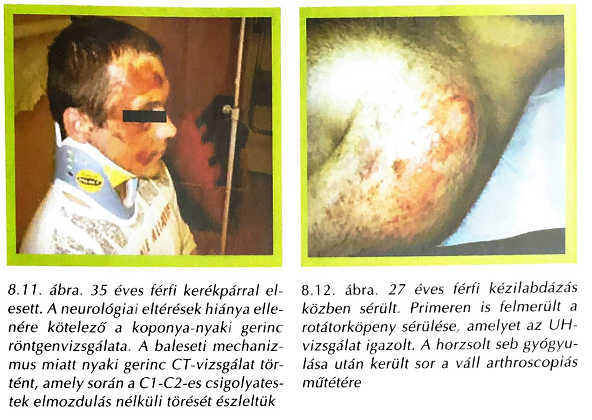 8.11. ábra. 35 éves férfi kerékpárral el-
esett. A neurológiai eltérések hiánya elle-
nére kötelező a koponya-nyaki gerinc
röntgenvizsgálata. A baleseti mechaniz-
mus miatt nyaki gerinc CT-vizsgálat tör-
tént, amely során a C1-C2-es csigolyates-
tek elmozdulás nélküli törését észleltük
8.12. ábra. 27 éves férfi kézilabdázás
közben sérült. Primeren is felmerült a
rotátorköpeny sérülése, amelyet az UH-
vizsgálat igazolt. A horzsolt seb gyógyu-
lása után került sor a váll arthroscopiás
műtétére